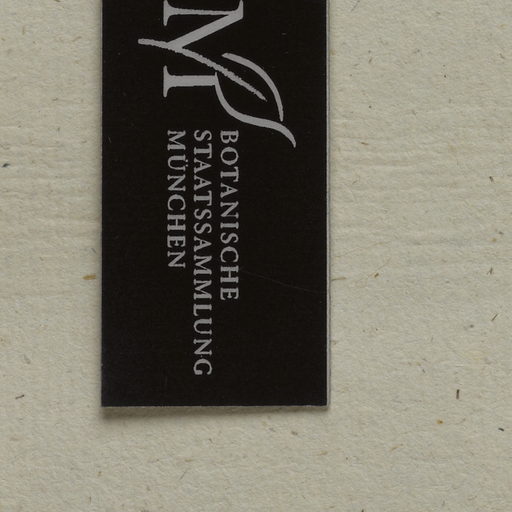 M
BOTANISCHE
STAATSSAMMLUNG
MÜNCHEN